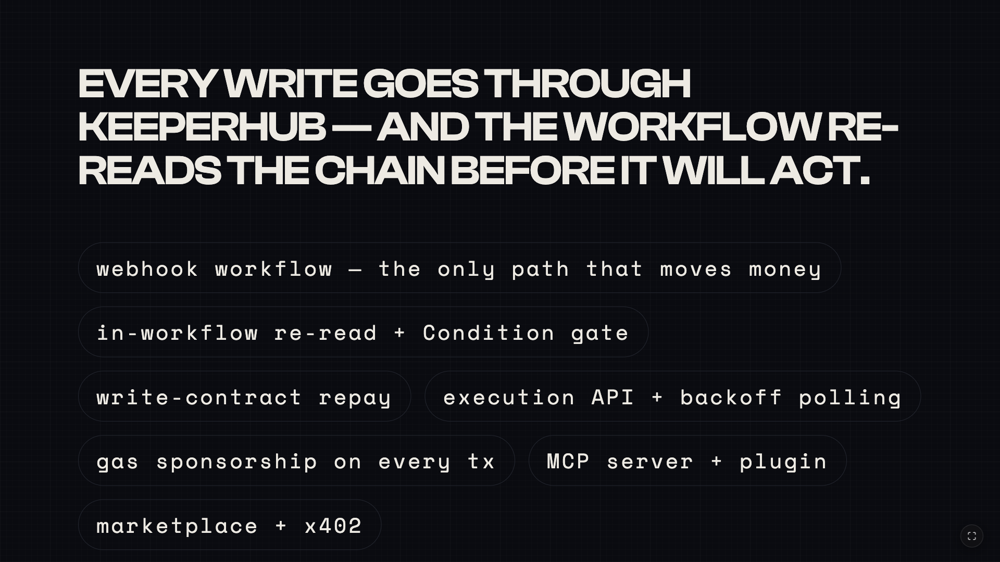 EVERY WRITE GOES THROUGH
KEEPERHUB — AND THE WORKFLOW RE-
READS THE CHAIN BEFORE IT WILL ACT.
webhook workflow — the only path that moves money
in-workflow re-read + Condition gate
write-contract repay
execution API + backoff polling
gas sponsorship on every tx
MCP server + plugin
marketplace + x402